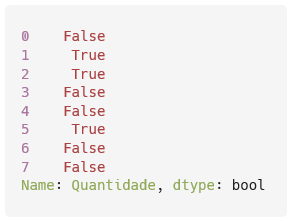 0    False
1     True
2     True
3    False
4    False
5     True
6    False
7    False
Name: Quantidade, dtype: bool